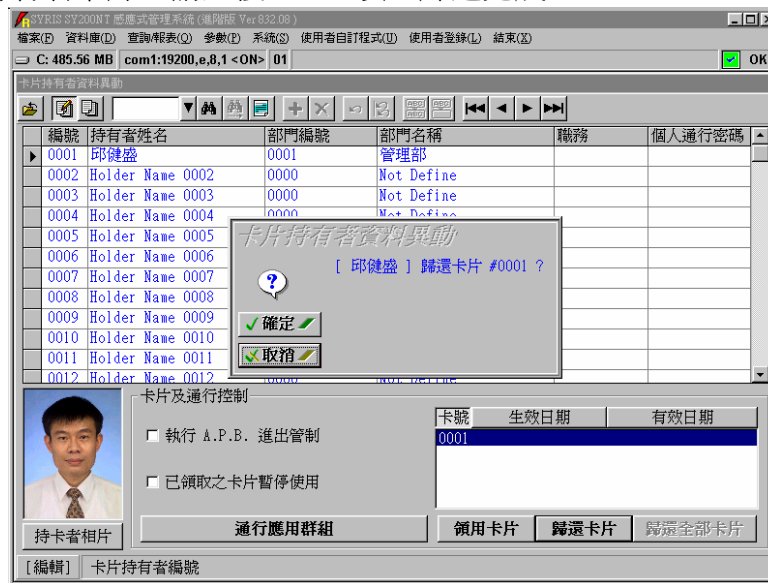 SYRIS SY200NT 感應式管理系統 (進階版 Ver 832.08 )
檔案(F) 資料庫(D) 查詢/報表(Q) 參數(P) 系統(S) 使用者自訂程式(U) 使用者登錄(L) 結束(X)
C: 485.56 MB com1:19200,e,8,1 <ON> 01 OK
卡片持有者資料異動
編號 持有者姓名 部門編號 部門名稱 職務 個人通行密碼
0001 邱健盛 0001 管理部
0002 Holder Name 0002 0000 Not Define
0003 Holder Name 0003 0000 Not Define
0004 Holder Name 0004 0000 Not Define
0005 Holder Name 0005
0006 Holder Name 0006
0007 Holder Name 0007
0008 Holder Name 0008
0009 Holder Name 0009
0010 Holder Name 0010
0011 Holder Name 0011
0012 Holder Name 0012 0000 Not Define
卡片持有者資料異動
[ 邱健盛 ] 歸還卡片 #0001 ?
確定
取消
卡片及通行控制
執行 A.P.B. 進出管制
已領取之卡片暫停使用
卡號 生效日期 有效日期
0001
持卡者相片 通行應用群組 領用卡片 歸還卡片 歸還全部卡片
[編輯] 卡片持有者編號